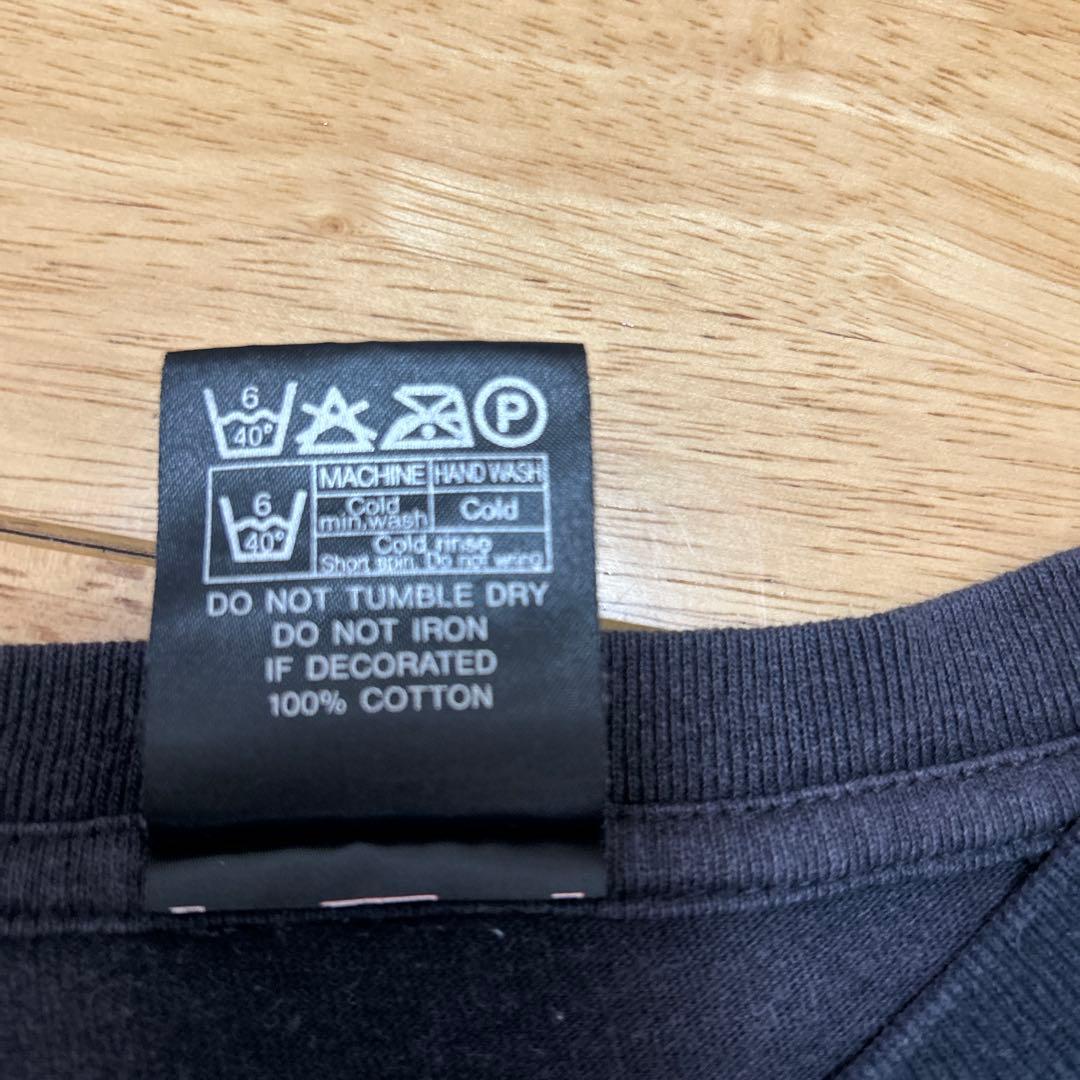 6
40°
P
MACHINE HAND WASH
6
40°
Cold
min.wash
Cold
Cold rinse
Short spin. Do not wring
DO NOT TUMBLE DRY
DO NOT IRON
IF DECORATED
100% COTTON